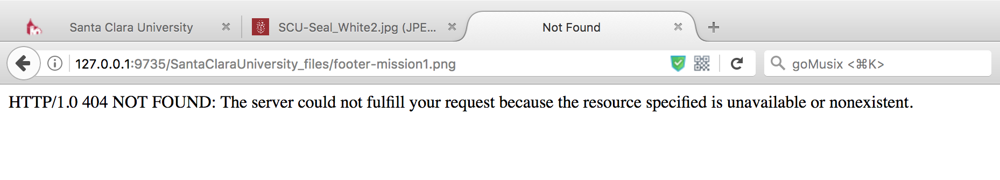 Santa Clara University
SCU-Seal_White2.jpg (JPE...
Not Found
127.0.0.1:9735/SantaClaraUniversity_files/footer-mission1.png
goMusix <⌘K>
HTTP/1.0 404 NOT FOUND: The server could not fulfill your request because the resource specified is unavailable or nonexistent.